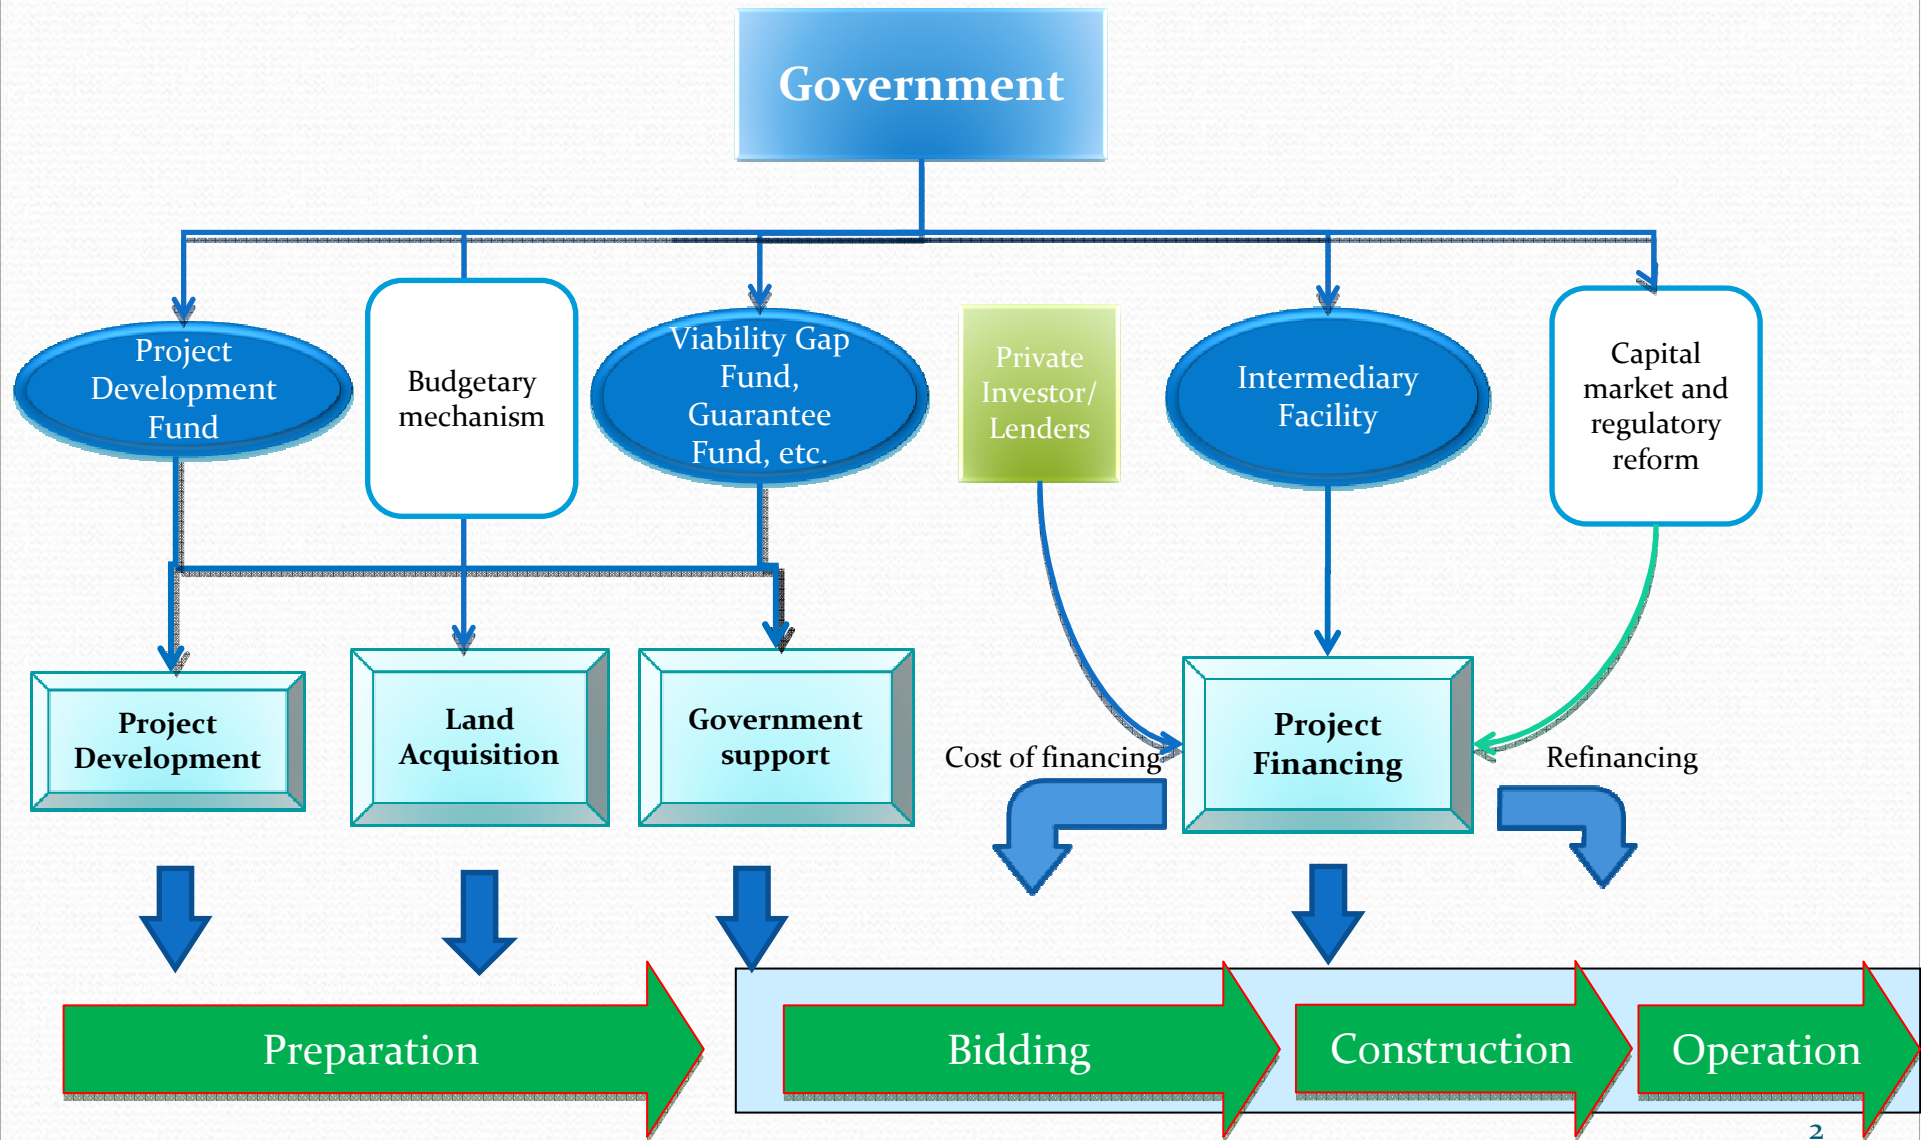 Government
Project
Development
Fund
Budgetary
mechanism
Viability Gap
Fund,
Guarantee
Fund, etc.
Private
Investor/
Lenders
Intermediary
Facility
Capital
market and
regulatory
reform
Project
Development
Land
Acquisition
Government
support
Cost of financing
Project
Financing
Refinancing
Preparation
Bidding
Construction
Operation
2